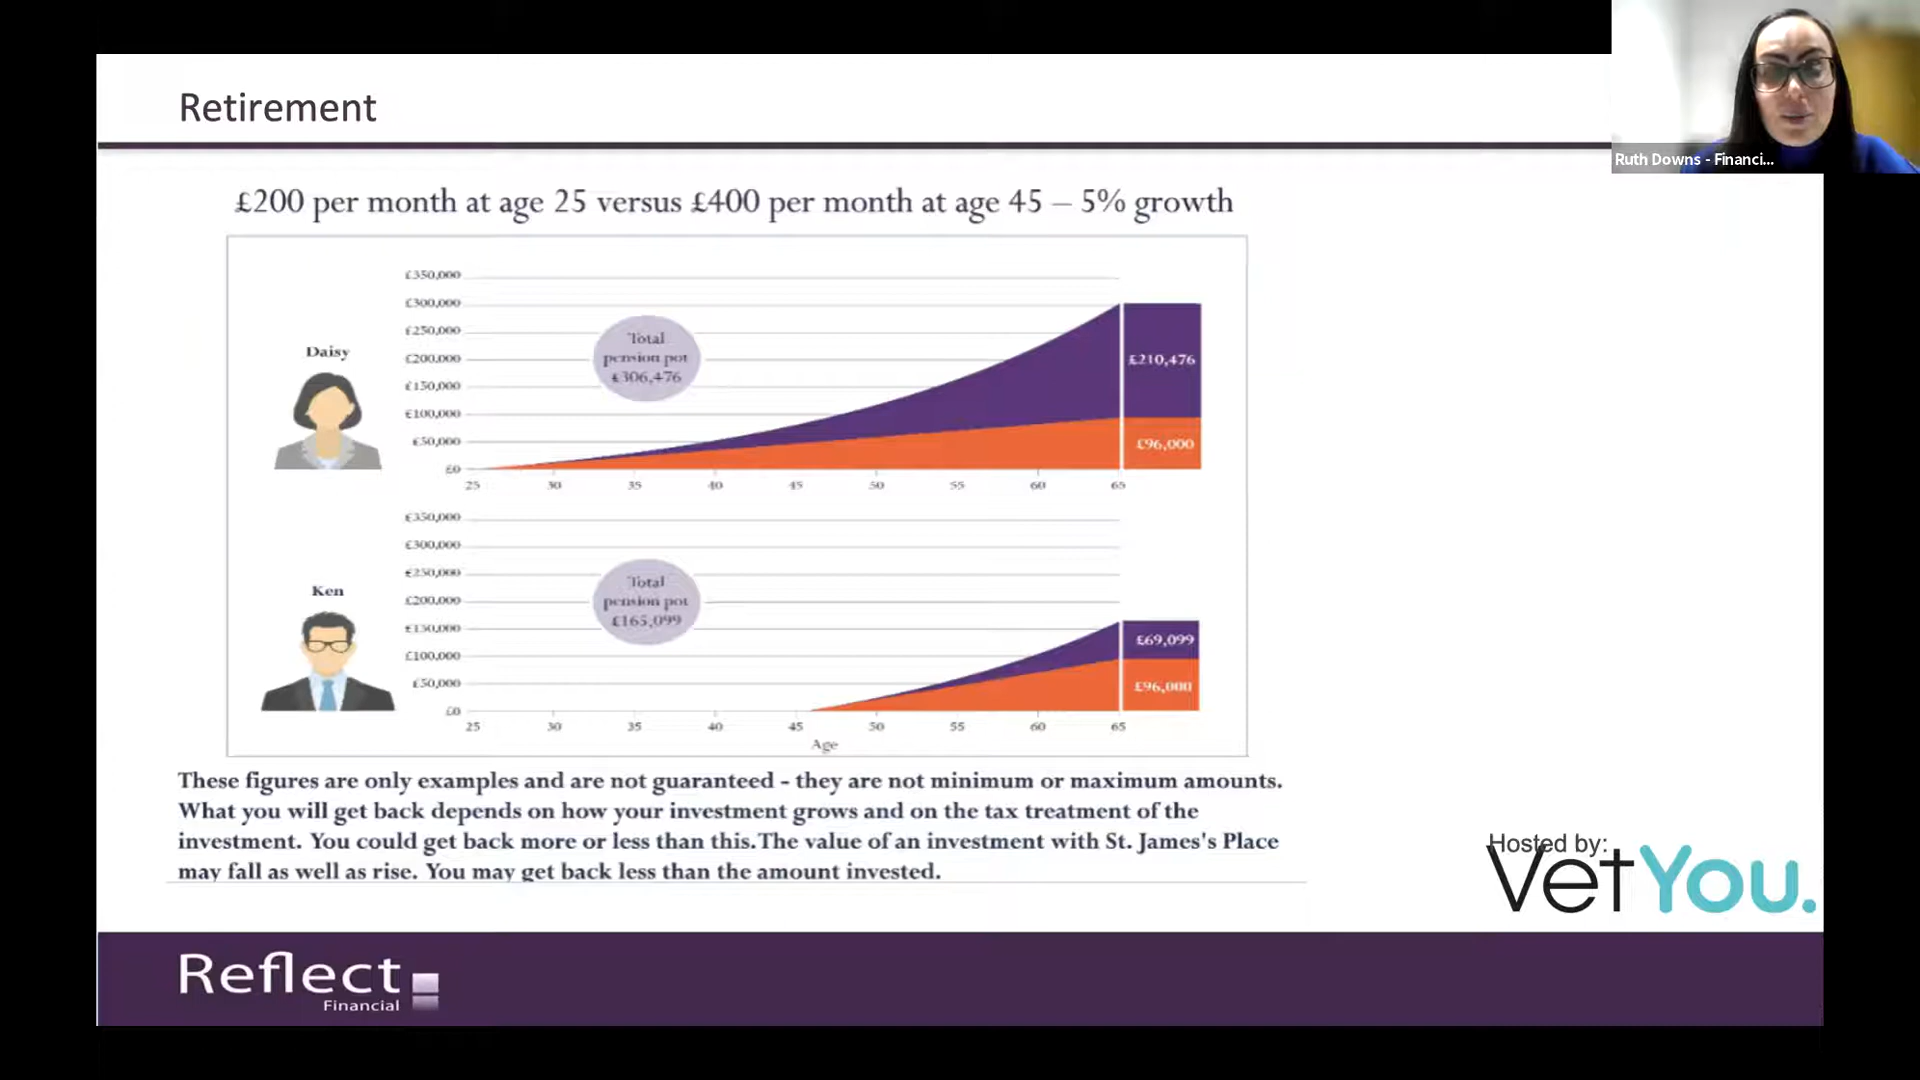 Retirement
Ruth Downs - Financi...
£200 per month at age 25 versus £400 per month at age 45 – 5% growth
£350,000
£300,000
£250,000
£200,000
£150,000
£100,000
£50,000
£0
Daisy
Total
pension pot
£306,476
£210,476
£96,000
25 30 35 40 45 50 55 60 65
£350,000
£300,000
£250,000
£200,000
£150,000
£100,000
£50,000
£0
Ken
Total
pension pot
£165,099
£69,099
£96,000
25 30 35 40 45 50 55 60 65
Age
These figures are only examples and are not guaranteed - they are not minimum or maximum amounts.
What you will get back depends on how your investment grows and on the tax treatment of the
investment. You could get back more or less than this.The value of an investment with St. James's Place
may fall as well as rise. You may get back less than the amount invested.
Hosted by:
VetYou.
Reflect
Financial